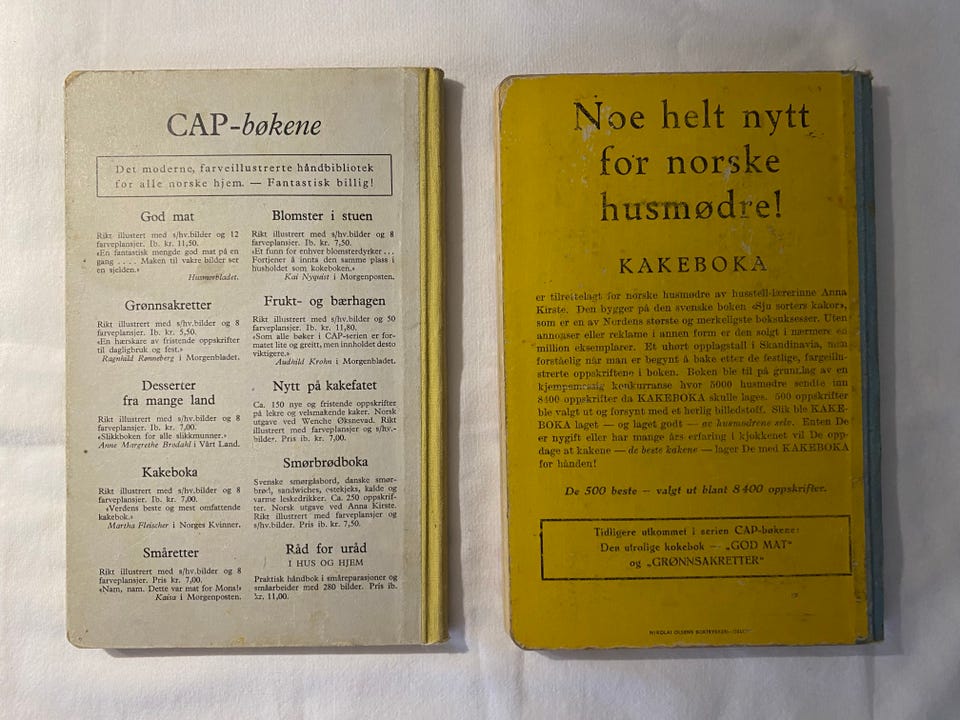 CAP-bøkene
Det moderne, farveillustrerte håndbibliotek
for alle norske hjem. — Fantastisk billig!
God mat
Rikt illustert med s/hv.bilder og 12
farveplansjer. Ib. kr. 11,50.
«En fantastisk mengde god mat på en
gang .... Maken til vakre bilder ser
en sjelden.»
Husmorbladet.
Grønnsakretter
Rikt illustrert med s/hv.bilder og 8
farveplansjer. Ib. kr. 5,50.
«En hærskare av fristende oppskrifter
til dagligbruk og fest.»
Ragnhild Rønneberg i Morgenbladet.
Desserter
fra mange land
Rikt illustrert med s/hv.bilder og 8
farveplansjer. Ib. kr. 7,00.
«Slikkboken for alle slikkmunner.»
Anne Margrethe Brodahl i Vårt Land.
Kakeboka
Rikt illustrert med s/hv.bilder og 8
farveplansjer. Ib. kr. 7,00.
«Verdens beste og mest omfattende
kakebok.»
Martha Fleischer i Norges Kvinner.
Småretter
Rikt illustrert med s/hv.bilder og 8
farveplansjer. Pris kr. 7,00.
«Nam, nam. Dette var mat for Mons!»
Kaisa i Morgenposten.
Blomster i stuen
Rikt illustrert med s/hv.bilder og 8
farveplansjer. Ib. kr. 7,50.
«Et funn for enhver blomsterdyrker ...
Fortjener å innta den samme plass i
husholdet som kokeboken.»
Kai Nyquist i Morgenposten.
Frukt- og bærhagen
Rikt illustrert med s/hv.bilder og 50
farveplansjer. Ib. kr. 11,80.
«Som alle bøker i CAP-serien er for-
matet lite og greitt, men innholdet desto
viktigere.»
Audhild Krohn i Morgenbladet.
Nytt på kakefatet
Ca. 150 nye og fristende oppskrifter
på lekre og velsmakende kaker. Norsk
utgave ved Wenche Øksnevad. Rikt
illustrert med farveplansjer og s/hv.-
bilder. Pris ib. kr. 7,00.
Smørbrødboka
Svenske smørgåsbord, danske smør-
brød, sandwiches, ostekjeks, kalde og
varme leskedrikker. Ca. 250 oppskrif-
ter. Norsk utgave ved Anna Kirste.
Rikt illustrert med farveplansjer og
s/hv.bilder. Pris ib. kr. 7,50.
Råd for uråd
I HUS OG HJEM
Praktisk håndbok i småreparasjoner og
småarbeider med 280 bilder. Pris ib.
kr. 11,00.
Noe helt nytt
for norske
husmødre!
KAKEBOKA
er tilrettelagt for norske husmødre av husstell-lærerinne Anna
Kirste. Den bygger på den svenske boken «Sju sorters kakor»,
som er en av Nordens største og merkeligste boksuksesser. Uten
annonser eller reklame i annen form er den solgt i nærmere en
million eksemplarer. Et uhørt opplagstall i Skandinavia, men
forståelig når man er begynt å bake etter de festlige, fargeillu-
strerte oppskriftene i boken. Boken ble til på grunnlag av en
kjempemessig konkurranse hvor 5000 husmødre sendte inn
8400 oppskrifter da KAKEBOKA skulle lages. 500 oppskrifter
ble valgt ut og forsynt med et herlig billedstoff. Slik ble KAKE-
BOKA laget — og laget godt — av husmødrene selv. Enten De
er nygift eller har mange års erfaring i kjøkkenet vil De opp-
dage at kakene — de beste kakene — lager De med KAKEBOKA
for hånden!
De 500 beste — valgt ut blant 8400 oppskrifter.
Tidligere utkommet i serien CAP-bøkene:
Den utrolige kokebok — „GOD MAT"
og „GRØNNSAKRETTER"
NIKOLAI OLSENS BOKTRYKKERI–OSLO